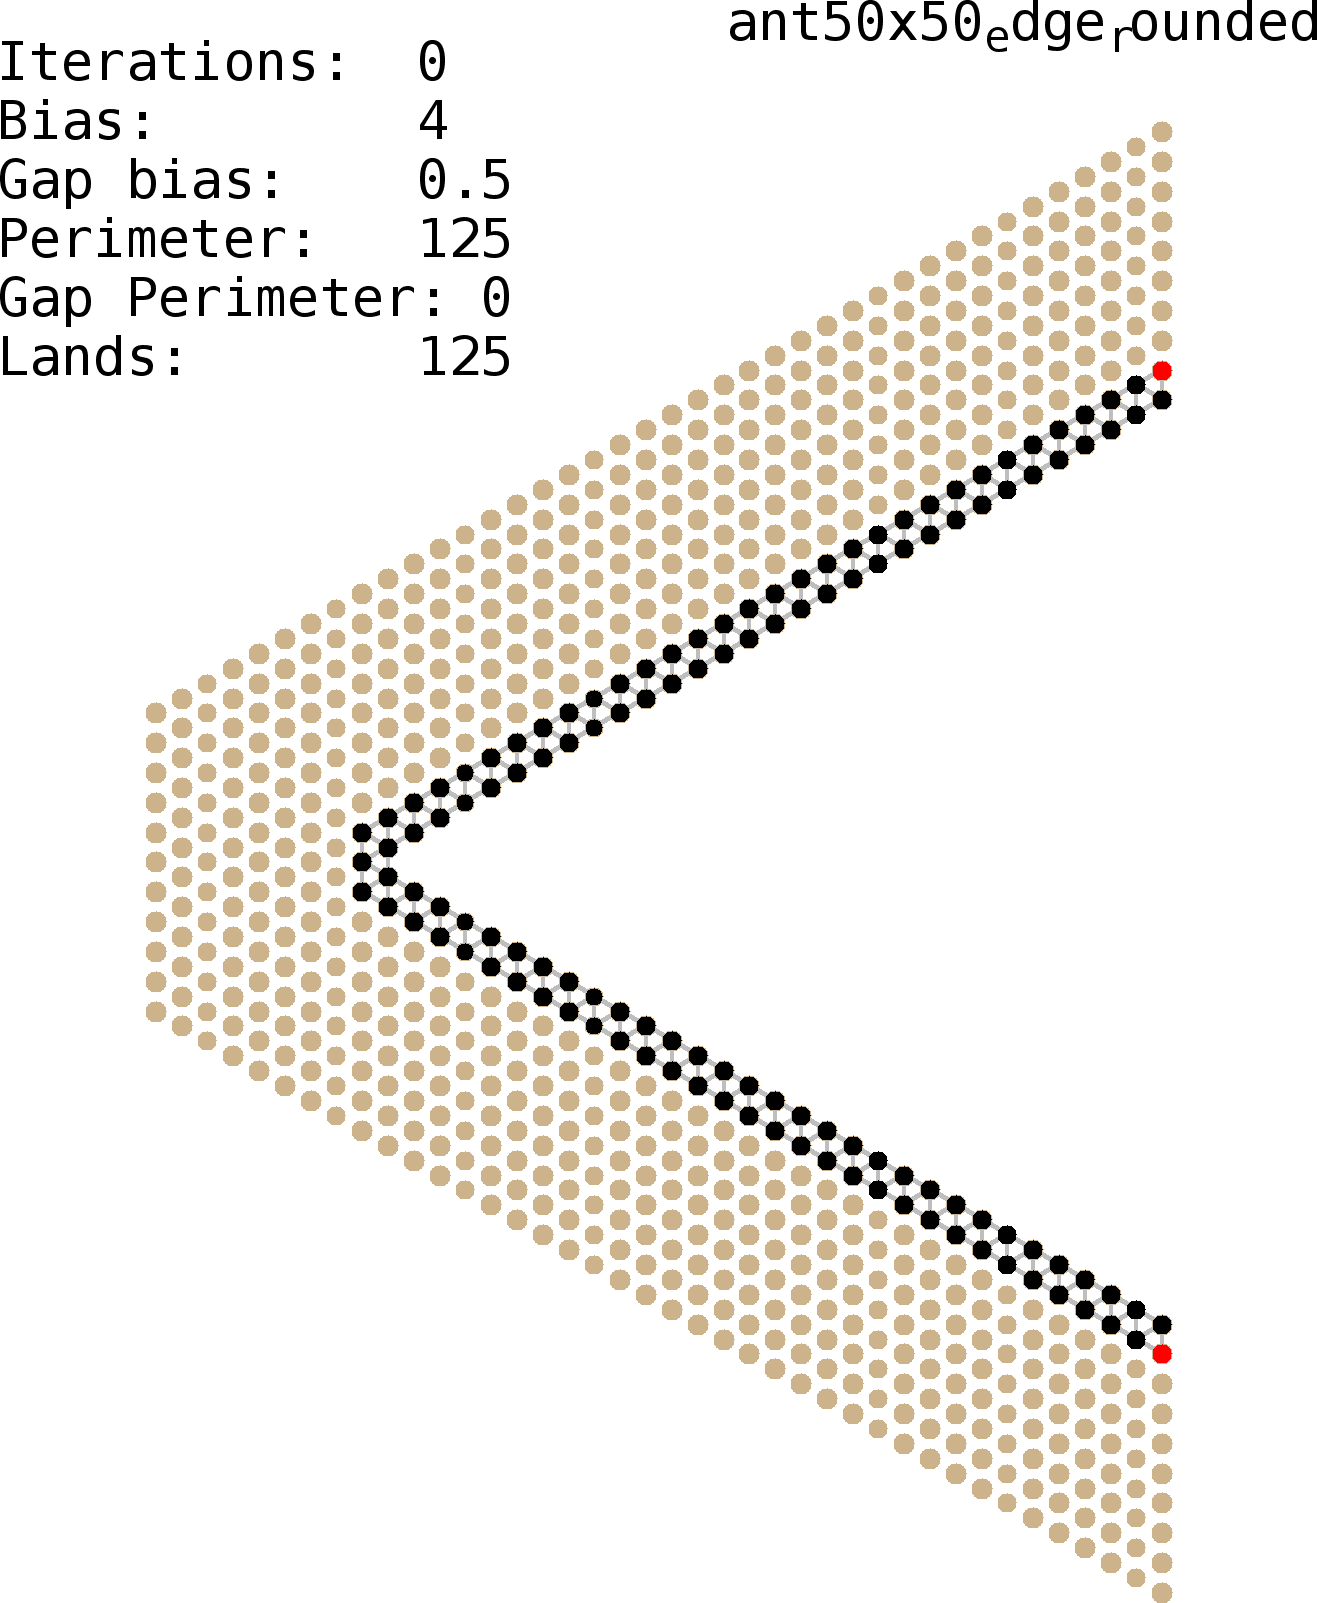 ant50x50edgerounded
Iterations: 0
Bias: 4
Gap bias: 0.5
Perimeter: 125
Gap Perimeter: 0
Lands: 125